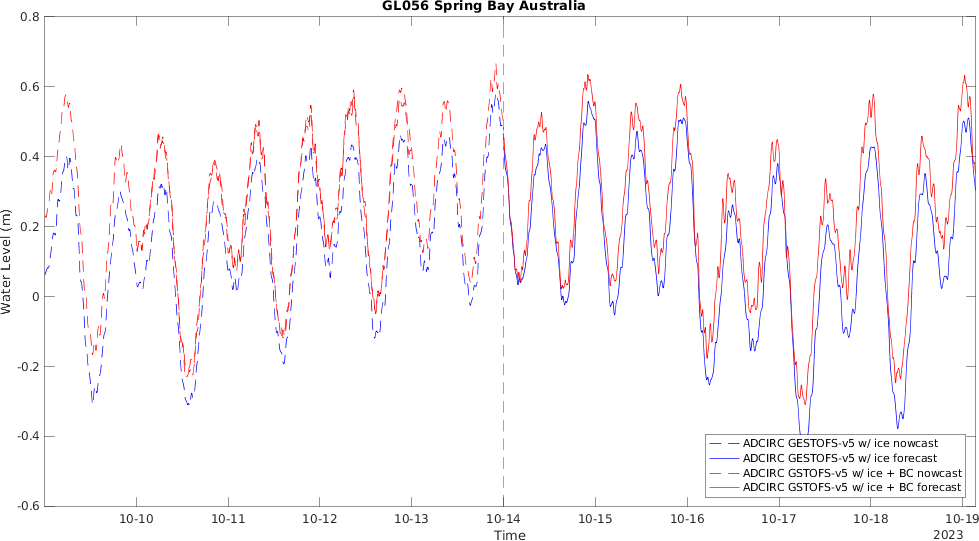 GL056 Spring Bay Australia
0.8
0.6
0.4
0.2
0
-0.2
-0.4
-0.6
Water Level (m)
ADCIRC GESTOFS-v5 w/ ice nowcast
ADCIRC GESTOFS-v5 w/ ice forecast
ADCIRC GSTOFS-v5 w/ ice + BC nowcast
ADCIRC GSTOFS-v5 w/ ice + BC forecast
10-10 10-11 10-12 10-13 10-14 10-15 10-16 10-17 10-18 10-19
Time
2023